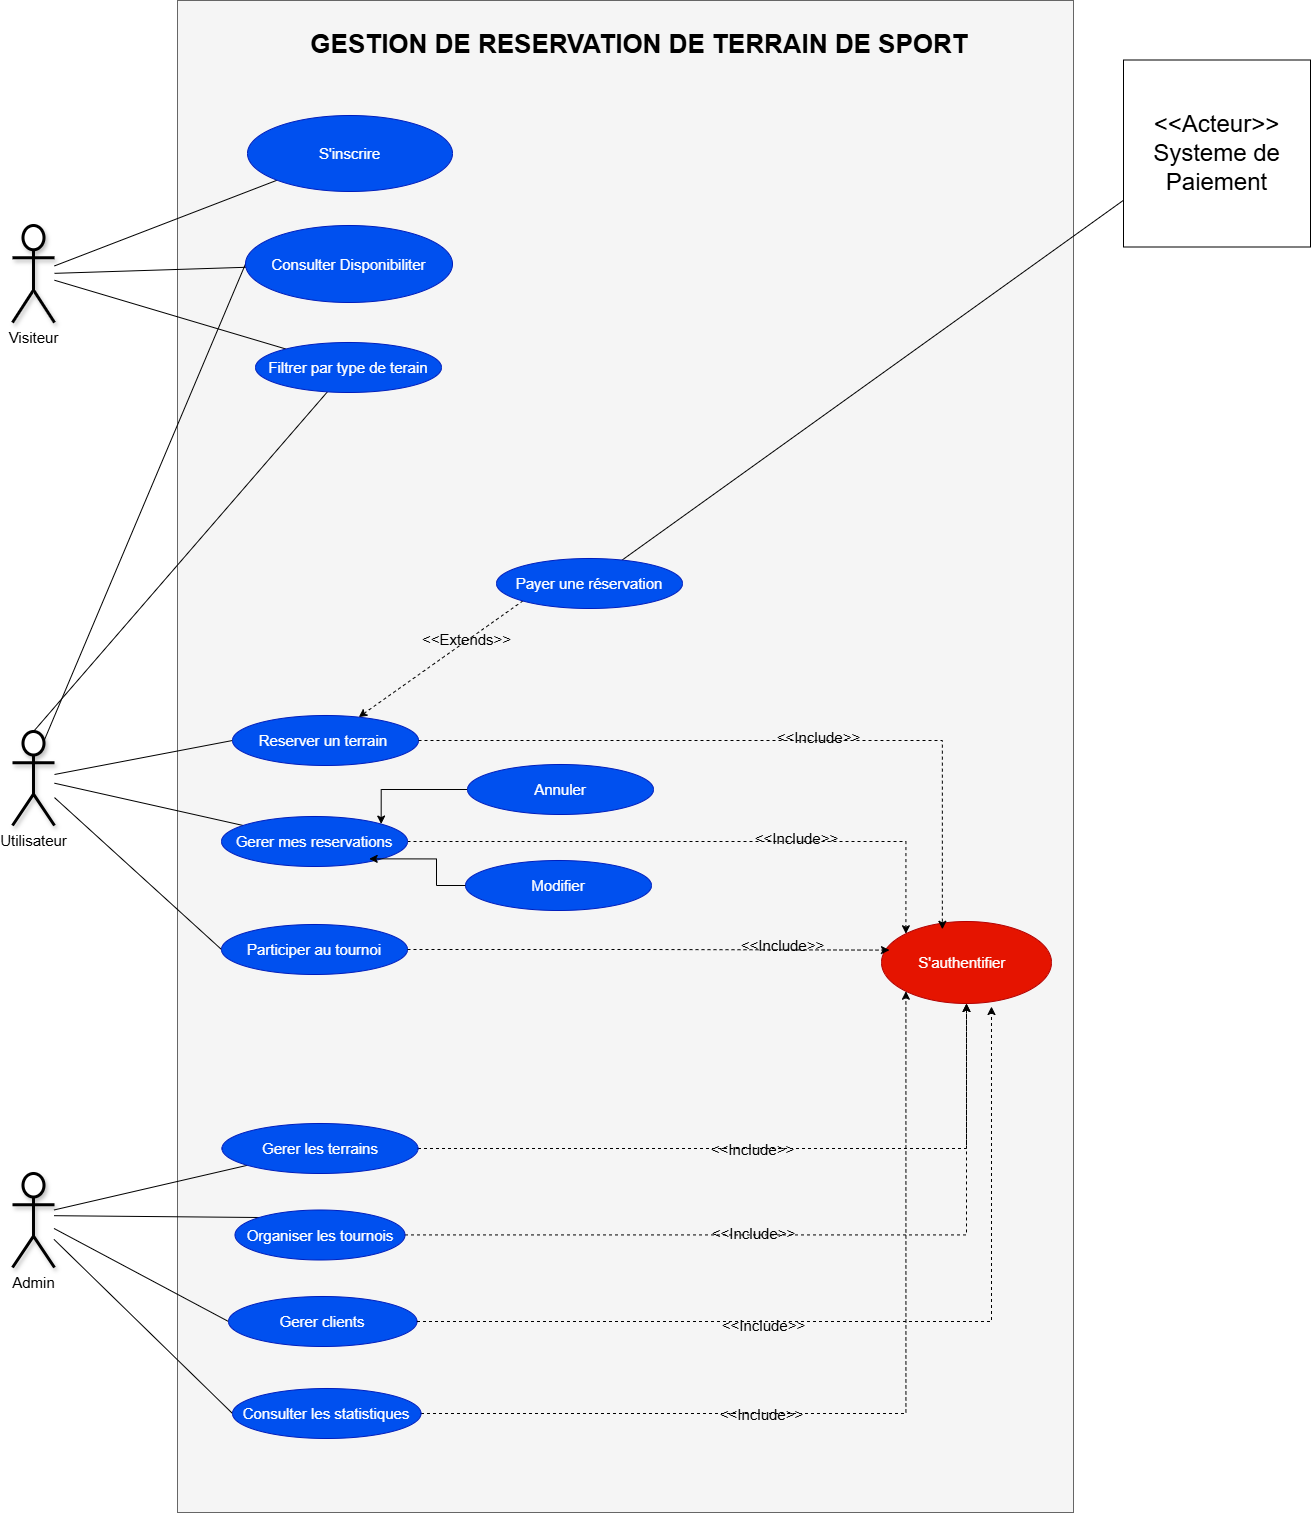 GESTION DE RESERVATION DE TERRAIN DE SPORT
<<Acteur>>
Systeme de
Paiement
S'inscrire
Consulter Disponibiliter
Visiteur
Filtrer par type de terain
Payer une réservation
<<Extends>>
Reserver un terrain
<<Include>>
Annuler
Utilisateur
Gerer mes reservations
<<Include>>
Modifier
Participer au tournoi
<<Include>>
S'authentifier
Gerer les terrains
<<Include>>
Organiser les tournois
<<Include>>
Admin
Gerer clients
<<Include>>
Consulter les statistiques
<<Include>>